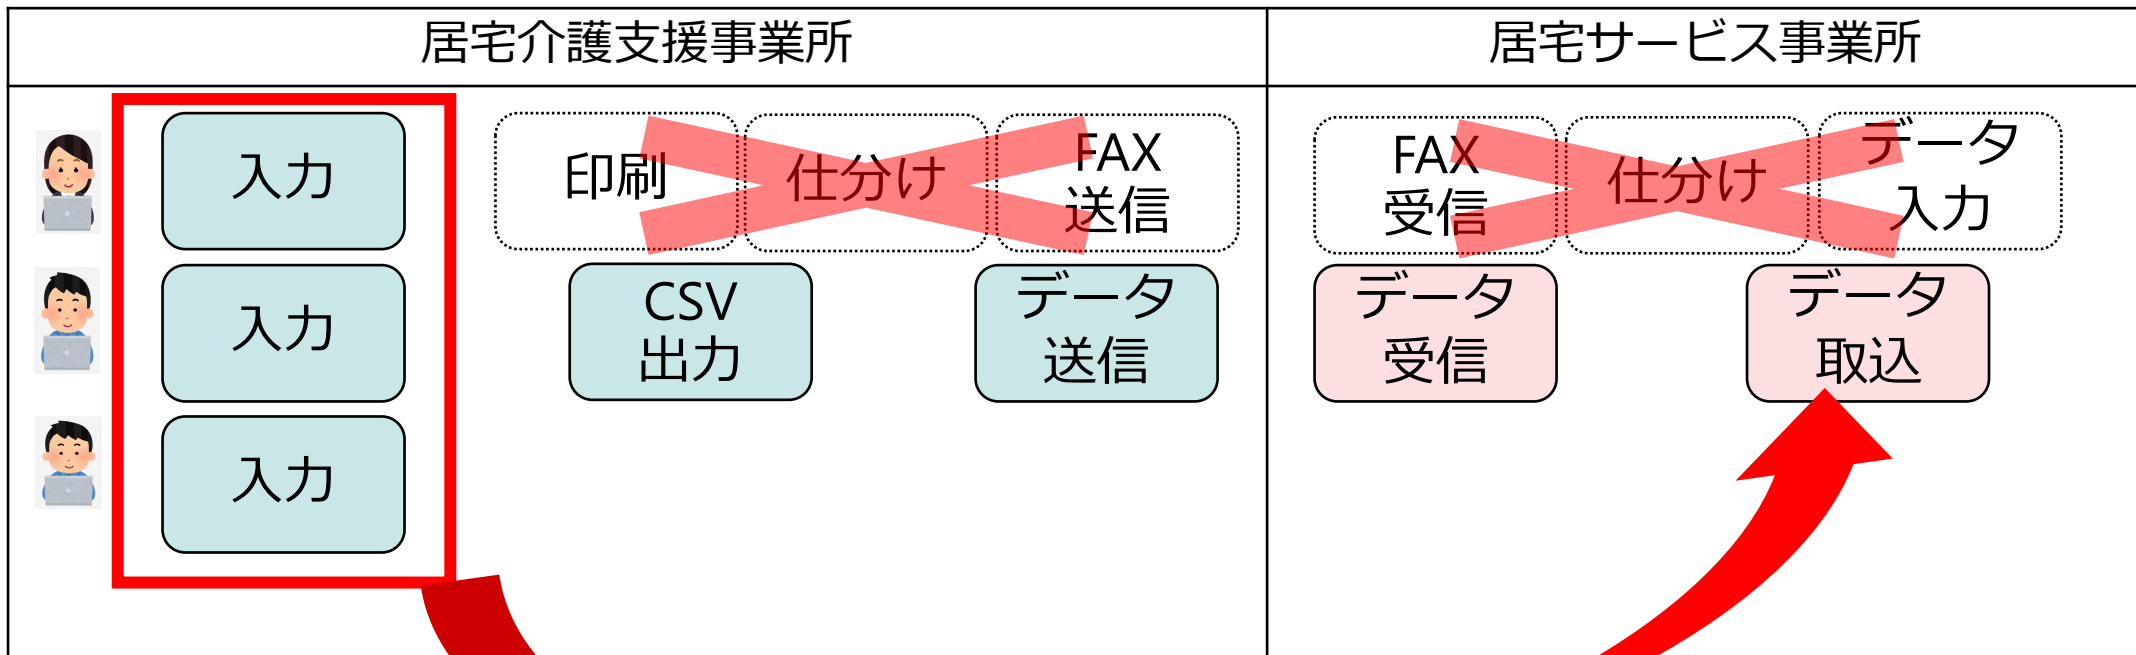 居宅介護支援事業所
居宅サービス事業所
入力
印刷
仕分け
FAX
送信
FAX
受信
仕分け
データ
入力
入力
CSV
出力
データ
送信
データ
受信
データ
取込
入力